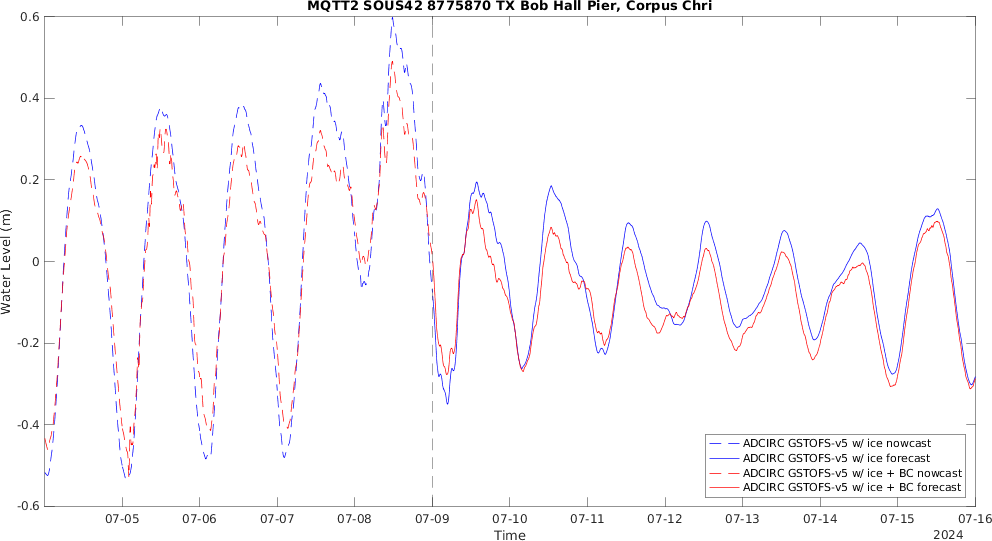 MQTT2 SOUS42 8775870 TX Bob Hall Pier, Corpus Chri
Water Level (m)
0.6
0.4
0.2
0
-0.2
-0.4
-0.6
07-05 07-06 07-07 07-08 07-09 07-10 07-11 07-12 07-13 07-14 07-15 07-16
Time
2024
ADCIRC GSTOFS-v5 w/ ice nowcast
ADCIRC GSTOFS-v5 w/ ice forecast
ADCIRC GSTOFS-v5 w/ ice + BC nowcast
ADCIRC GSTOFS-v5 w/ ice + BC forecast